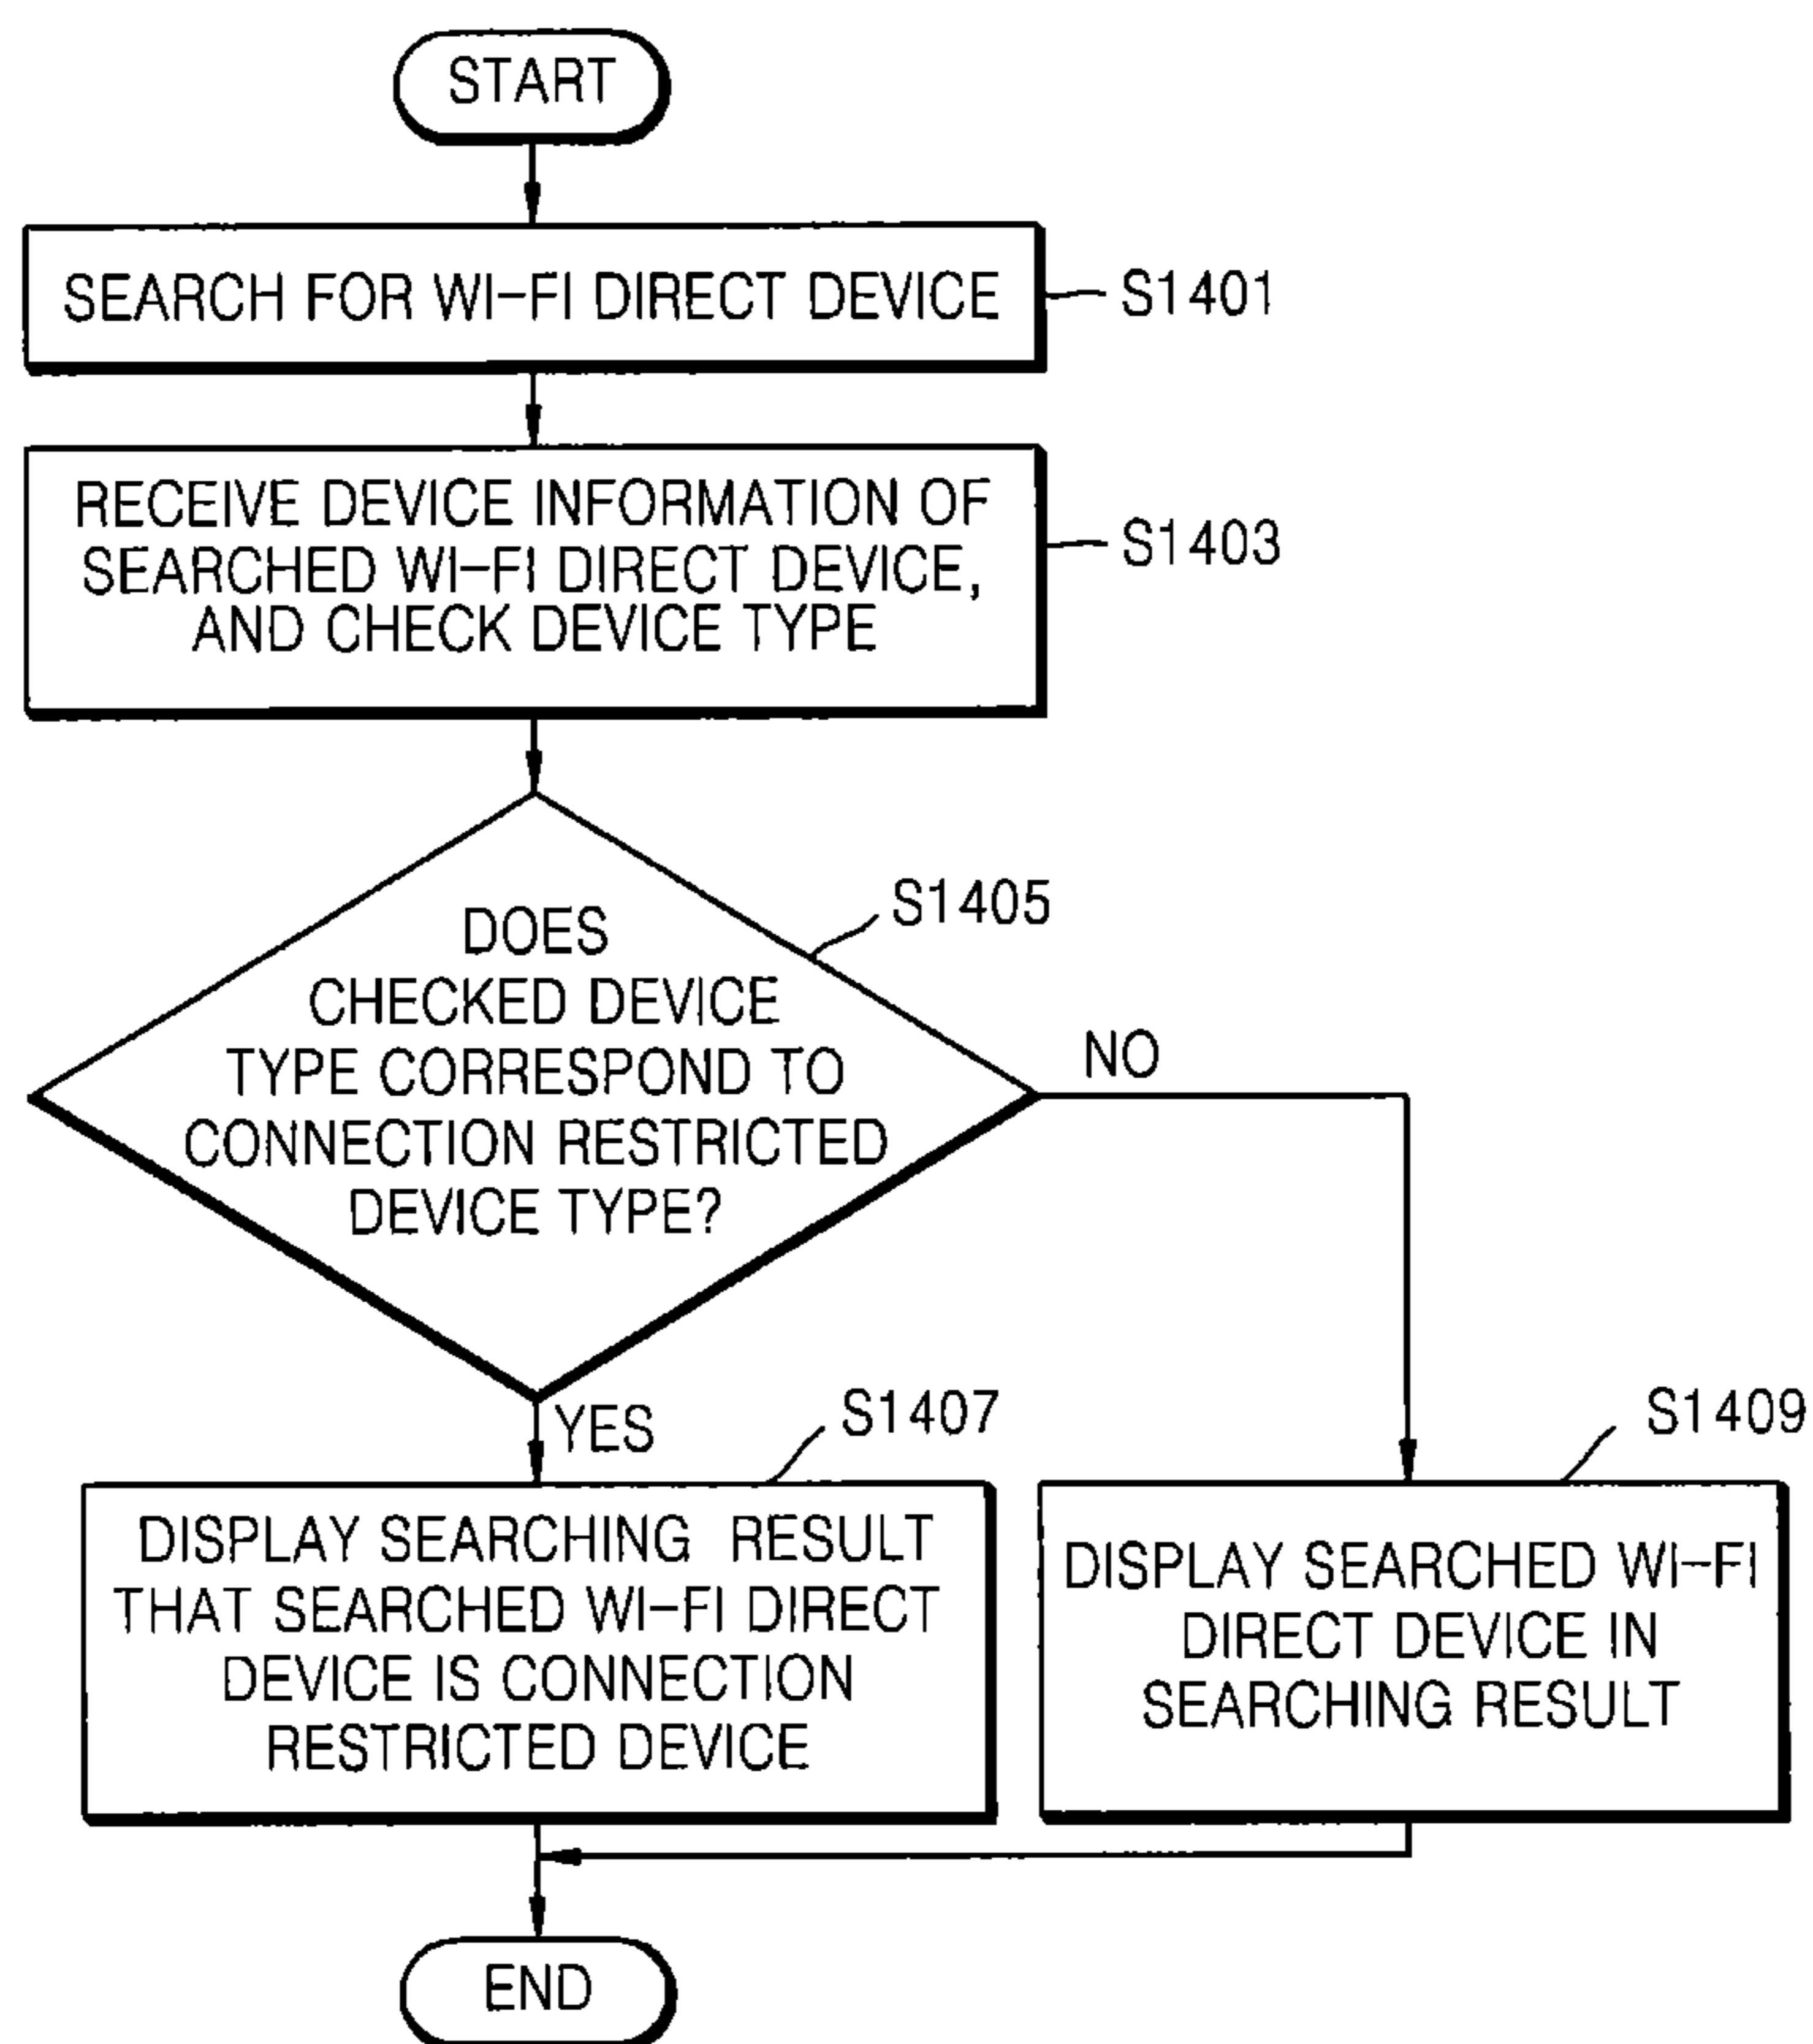 START
SEARCH FOR WI-FI DIRECT DEVICE
S1401
RECEIVE DEVICE INFORMATION OF
SEARCHED WI-FI DIRECT DEVICE,
AND CHECK DEVICE TYPE
S1403
DOES
CHECKED DEVICE
TYPE CORRESPOND TO
CONNECTION RESTRICTED
DEVICE TYPE?
S1405
NO
YES
S1407
DISPLAY SEARCHING RESULT
THAT SEARCHED WI-FI DIRECT
DEVICE IS CONNECTION
RESTRICTED DEVICE
S1409
DISPLAY SEARCHED WI-FI
DIRECT DEVICE IN
SEARCHING RESULT
END